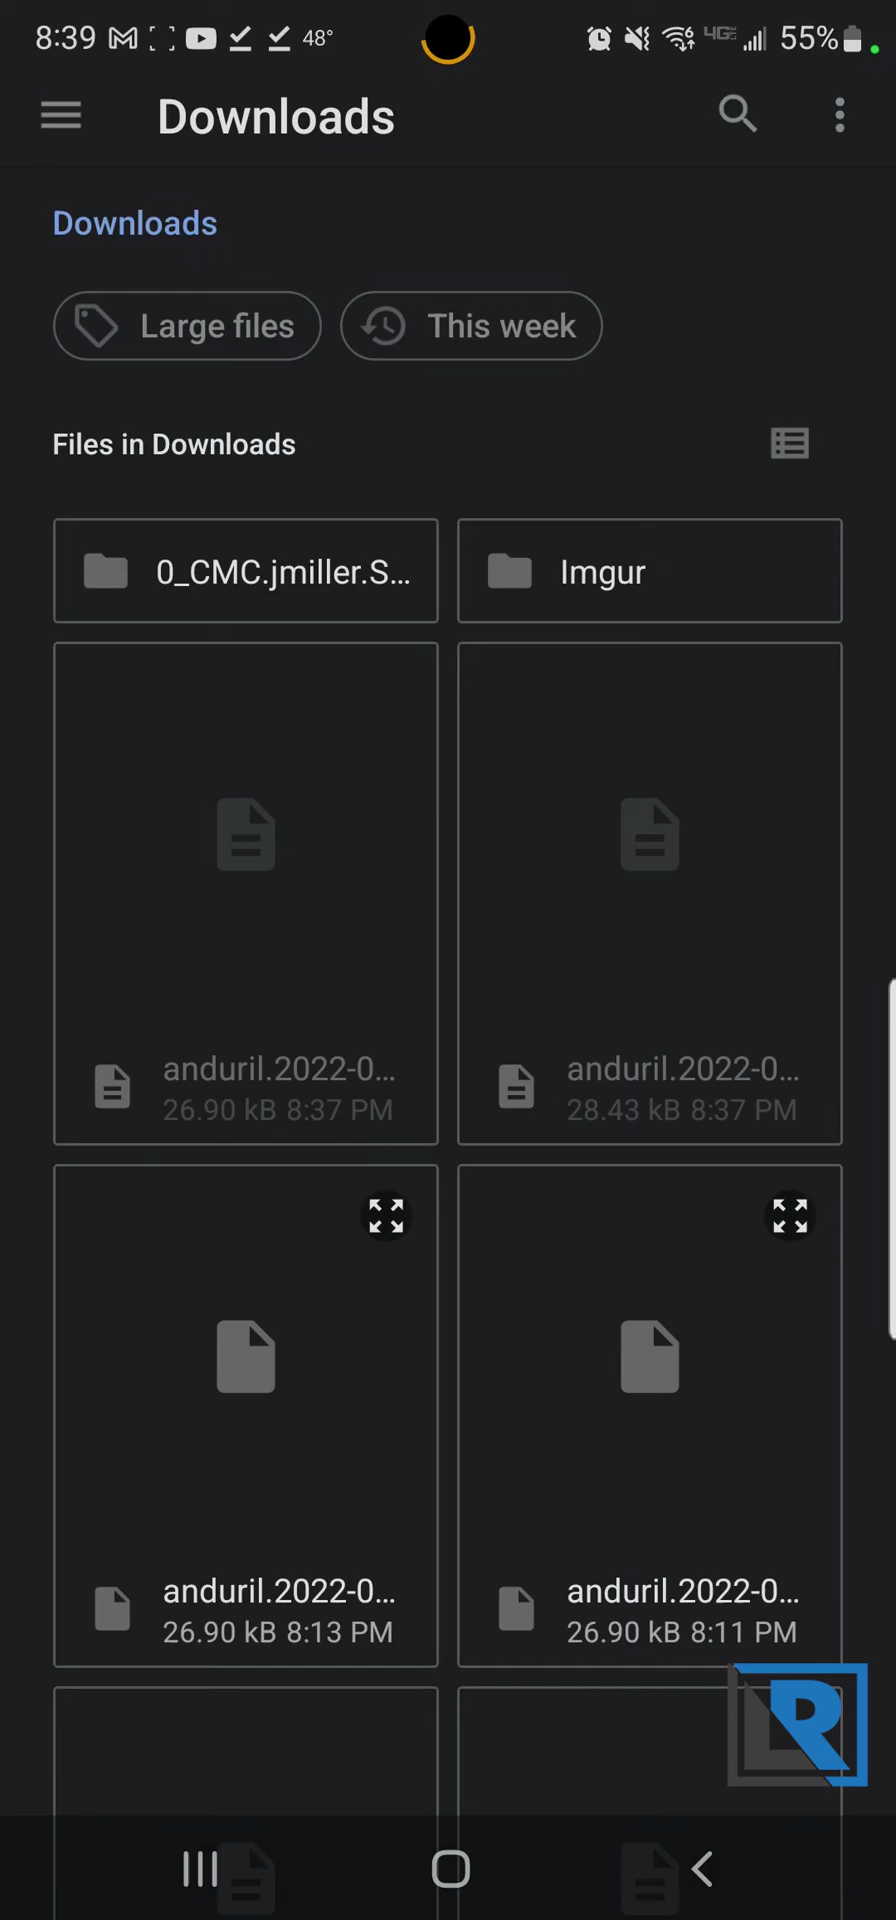 8:39 48° 4GE 55%
Downloads
Downloads
Large files This week
Files in Downloads
0_CMC.jmiller.S... Imgur
anduril.2022-0... anduril.2022-0...
26.90 kB 8:37 PM 28.43 kB 8:37 PM
anduril.2022-0... anduril.2022-0...
26.90 kB 8:13 PM 26.90 kB 8:11 PM
LR